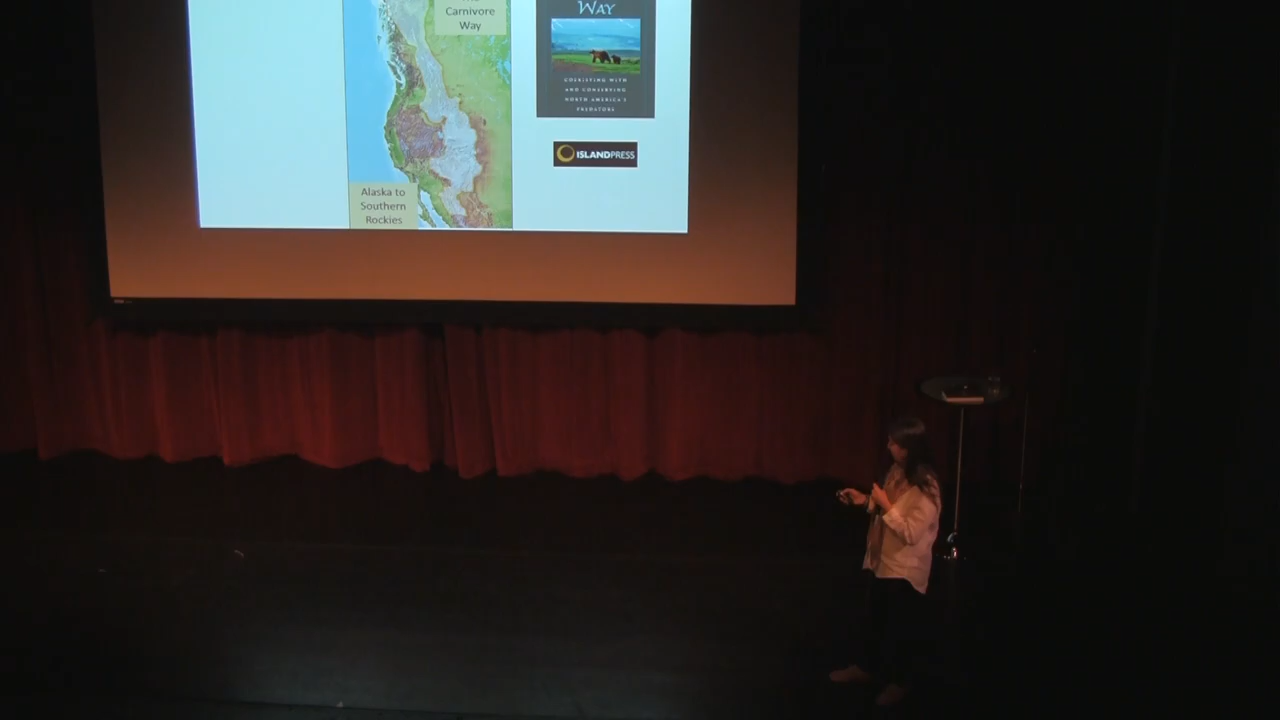 Carnivore
Way
Alaska to
Southern
Rockies
WAY
COEXISTING WITH
AND CONSERVING
NORTH AMERICA'S
PREDATORS
ISLANDPRESS